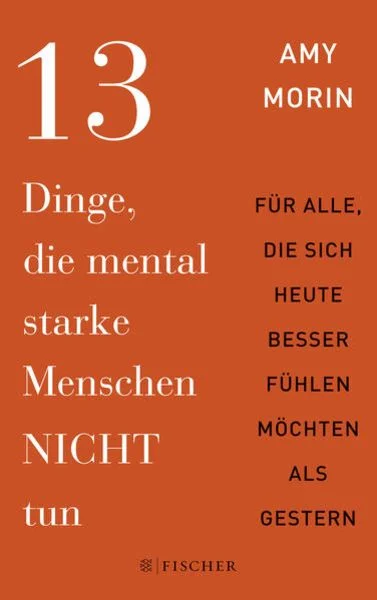 13
Dinge,
die mental
starke
Menschen
NICHT
tun
AMY
MORIN
FÜR ALLE,
DIE SICH
HEUTE
BESSER
FÜHLEN
MÖCHTEN
ALS
GESTERN
FISCHER